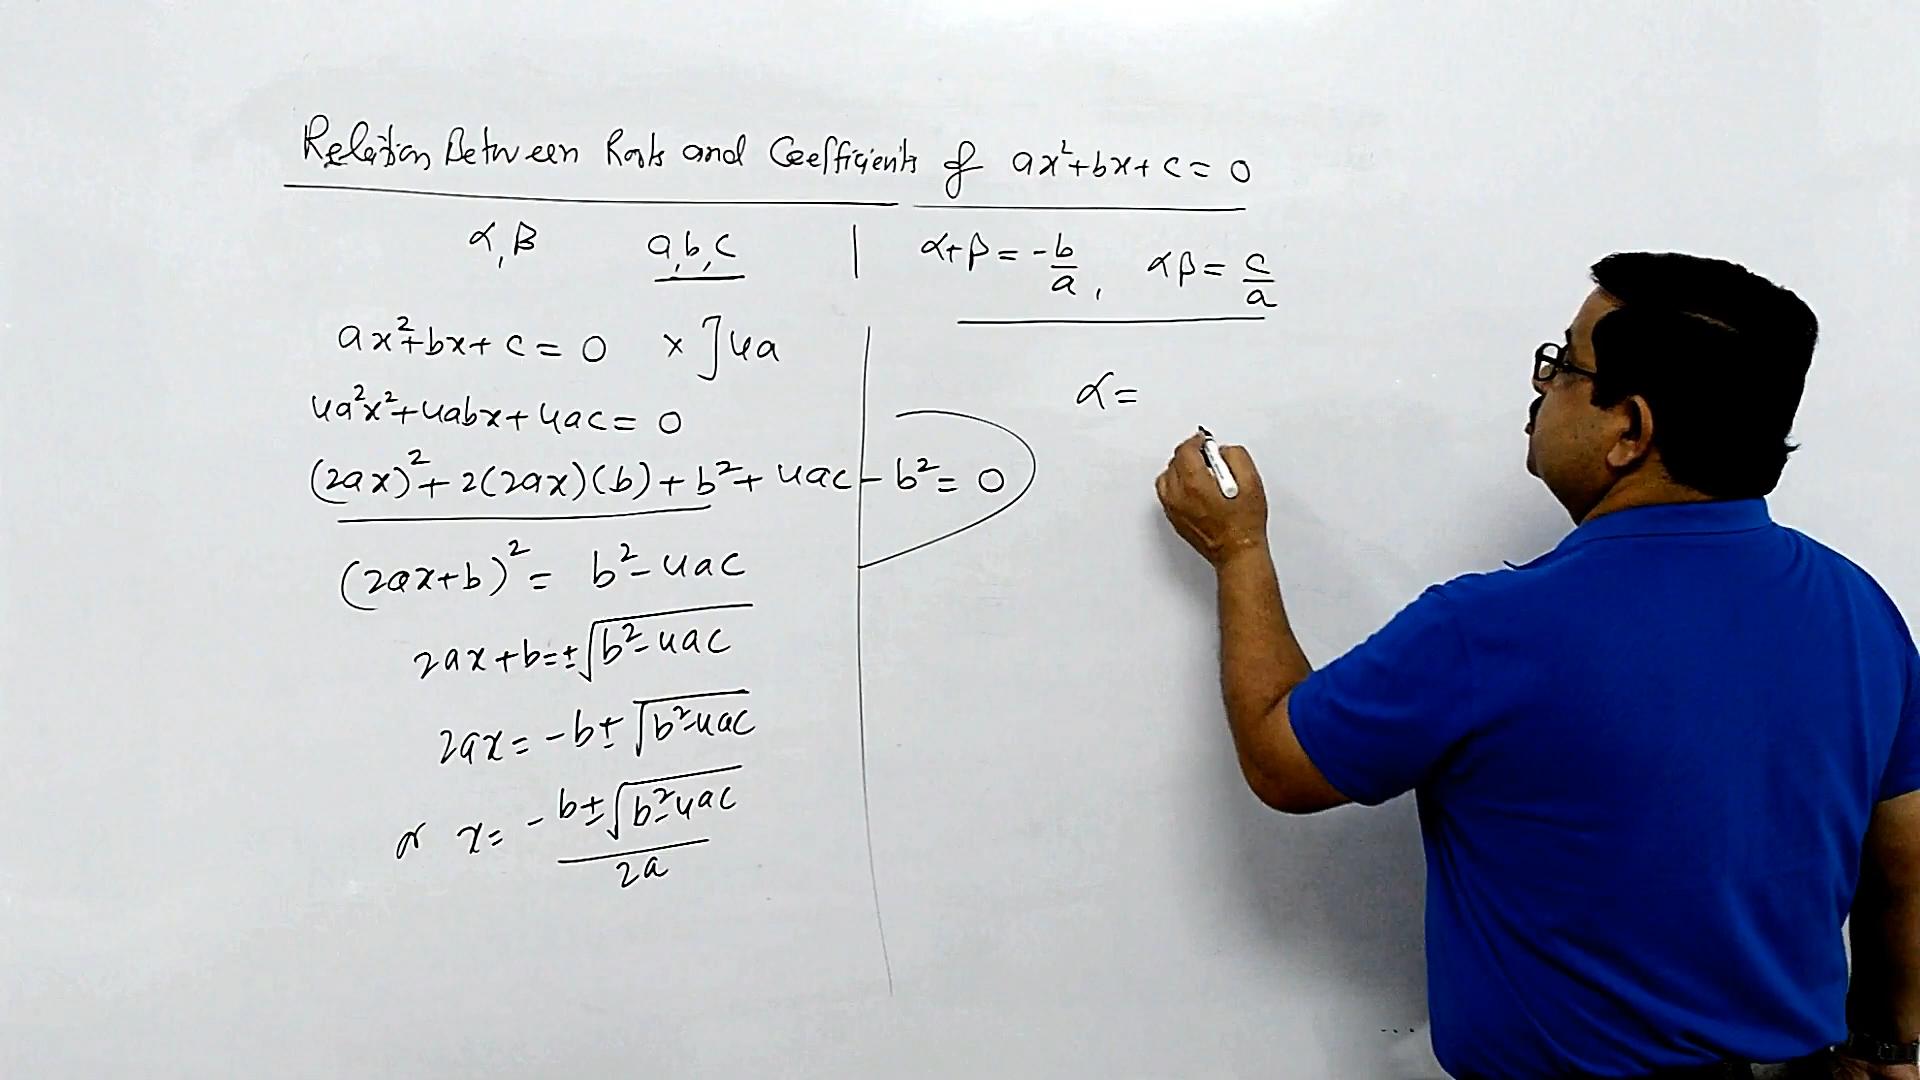 Relation Between Roots and Coefficients of ax²+bx+c=0
α, β a,b,c | α+β = -b/a, αβ = c/a
ax²+bx+c=0 × ]4a
4a²x²+4abx+4ac=0
(2ax)²+2(2ax)(b)+b²+4ac-b²=0
(2ax+b)²= b²-4ac
2ax+b=±√b²-4ac
2ax=-b±√b²-4ac
or x= -b±√b²-4ac/2a
α=